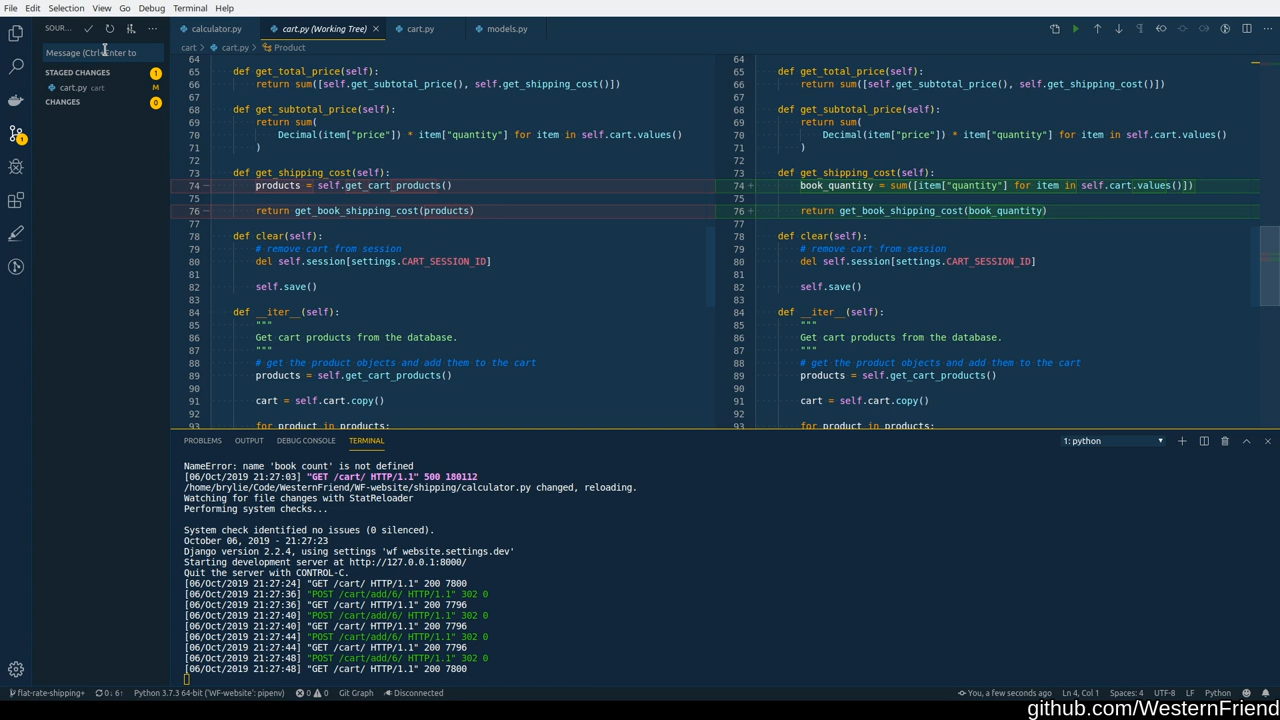 File Edit Selection View Go Debug Terminal Help
SOUR... ...
calculator.py cart.py (Working Tree) cart.py models.py
cart > cart.py > Product
Message (Ctrl+Enter to
STAGED CHANGES 1
cart.py cart M
CHANGES 0
1
64
65 def get_total_price(self):
66 return sum([self.get_subtotal_price(), self.get_shipping_cost()])
67
68 def get_subtotal_price(self):
69 return sum(
70 Decimal(item["price"]) * item["quantity"] for item in self.cart.values()
71 )
72
73 def get_shipping_cost(self):
74 products = self.get_cart_products()
75
76 return get_book_shipping_cost(products)
77
78 def clear(self):
79 # remove cart from session
80 del self.session[settings.CART_SESSION_ID]
81
82 self.save()
83
84 def __iter__(self):
85 """
86 Get cart products from the database.
87 """
88 # get the product objects and add them to the cart
89 products = self.get_cart_products()
90
91 cart = self.cart.copy()
92
93 for product in products:
64
65 def get_total_price(self):
66 return sum([self.get_subtotal_price(), self.get_shipping_cost()])
67
68 def get_subtotal_price(self):
69 return sum(
70 Decimal(item["price"]) * item["quantity"] for item in self.cart.values()
71 )
72
73 def get_shipping_cost(self):
74 + book_quantity = sum([item["quantity"] for item in self.cart.values()])
75
76 + return get_book_shipping_cost(book_quantity)
77
78 def clear(self):
79 # remove cart from session
80 del self.session[settings.CART_SESSION_ID]
81
82 self.save()
83
84 def __iter__(self):
85 """
86 Get cart products from the database.
87 """
88 # get the product objects and add them to the cart
89 products = self.get_cart_products()
90
91 cart = self.cart.copy()
92
93 for product in products:
PROBLEMS OUTPUT DEBUG CONSOLE TERMINAL 1: python
NameError: name 'book count' is not defined
[06/Oct/2019 21:27:03] "GET /cart/ HTTP/1.1" 500 180112
/home/brylie/Code/WesternFriend/WF-website/shipping/calculator.py changed, reloading.
Watching for file changes with StatReloader
Performing system checks...
System check identified no issues (0 silenced).
October 06, 2019 - 21:27:23
Django version 2.2.4, using settings 'wf website.settings.dev'
Starting development server at http://127.0.0.1:8000/
Quit the server with CONTROL-C.
[06/Oct/2019 21:27:24] "GET /cart/ HTTP/1.1" 200 7800
[06/Oct/2019 21:27:36] "POST /cart/add/6/ HTTP/1.1" 302 0
[06/Oct/2019 21:27:36] "GET /cart/ HTTP/1.1" 200 7796
[06/Oct/2019 21:27:40] "POST /cart/add/6/ HTTP/1.1" 302 0
[06/Oct/2019 21:27:40] "GET /cart/ HTTP/1.1" 200 7796
[06/Oct/2019 21:27:44] "POST /cart/add/6/ HTTP/1.1" 302 0
[06/Oct/2019 21:27:44] "GET /cart/ HTTP/1.1" 200 7796
[06/Oct/2019 21:27:48] "POST /cart/add/6/ HTTP/1.1" 302 0
[06/Oct/2019 21:27:48] "GET /cart/ HTTP/1.1" 200 7800
flat-rate-shipping+ 0↓ 6↑ Python 3.7.3 64-bit ('WF-website': pipenv) 0 0 Git Graph Disconnected You, a few seconds ago Ln 4, Col 1 Spaces: 4 UTF-8 LF Python
github.com/WesternFriend